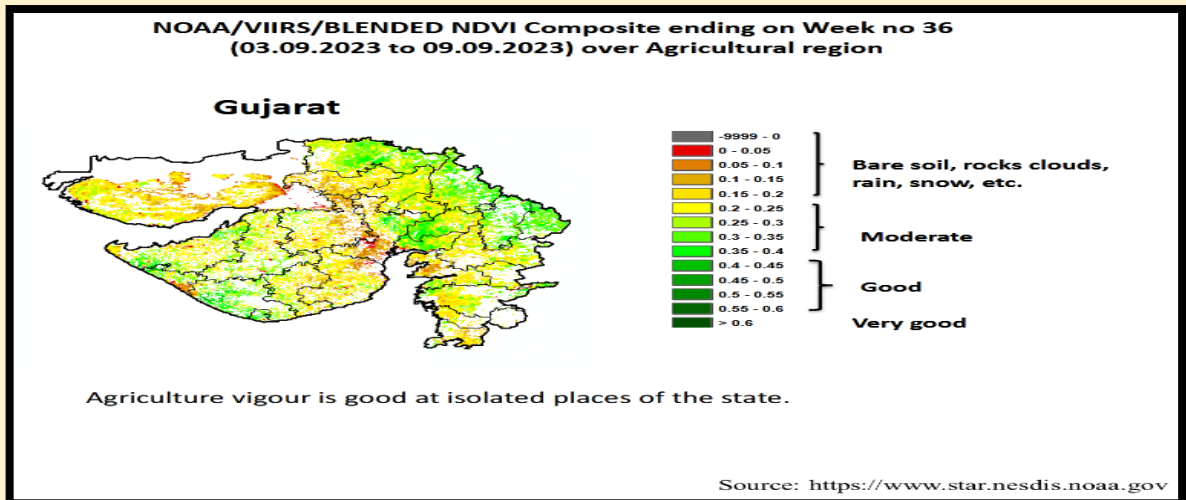 NOAA/VIIRS/BLENDED NDVI Composite ending on Week no 36
(03.09.2023 to 09.09.2023) over Agricultural region
Gujarat
-9999 - 0
0 - 0.05
0.05 - 0.1
0.1 - 0.15
0.15 - 0.2
0.2 - 0.25
0.25 - 0.3
0.3 - 0.35
0.35 - 0.4
0.4 - 0.45
0.45 - 0.5
0.5 - 0.55
0.55 - 0.6
> 0.6
Bare soil, rocks clouds,
rain, snow, etc.
Moderate
Good
Very good
Agriculture vigour is good at isolated places of the state.
Source: https://www.star.nesdis.noaa.gov